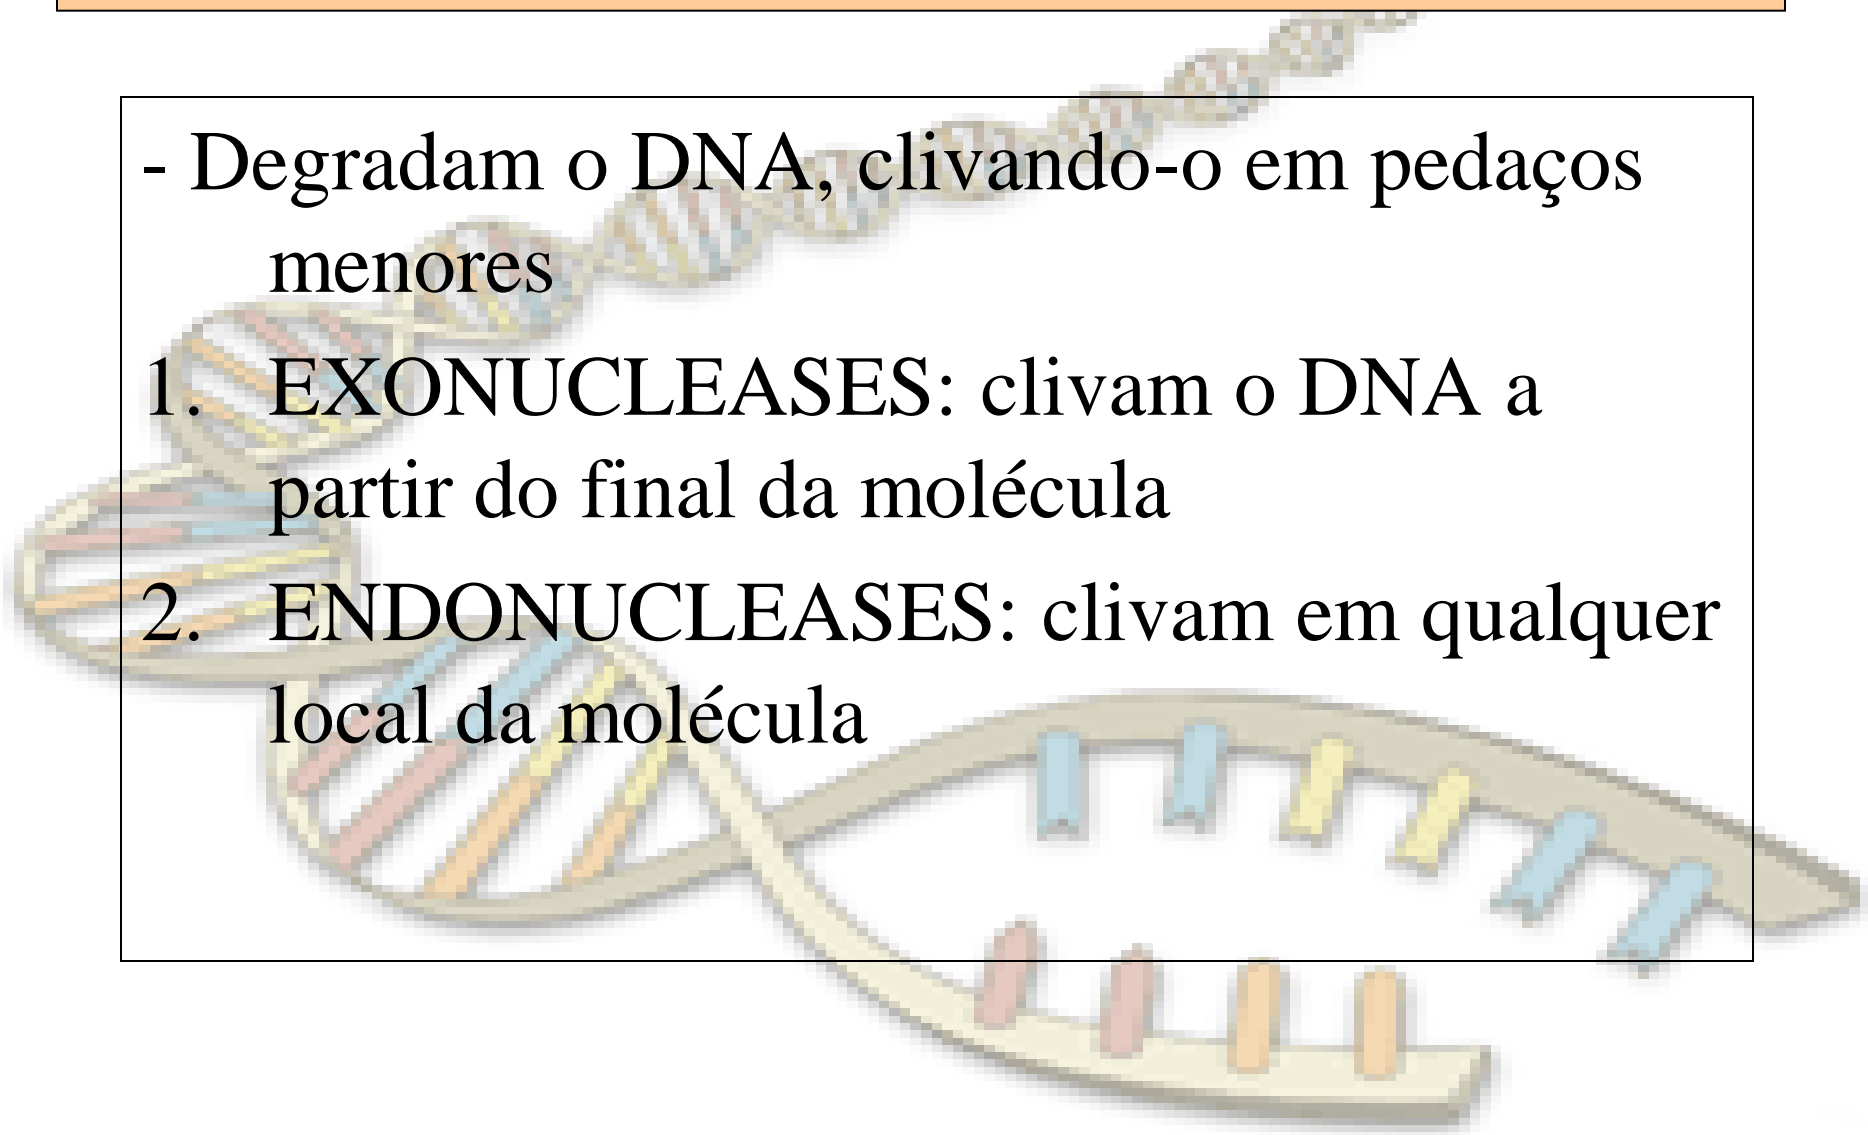 - Degradam o DNA, clivando-o em pedaços
menores
1. EXONUCLEASES: clivam o DNA a
partir do final da molécula
2. ENDONUCLEASES: clivam em qualquer
local da molécula